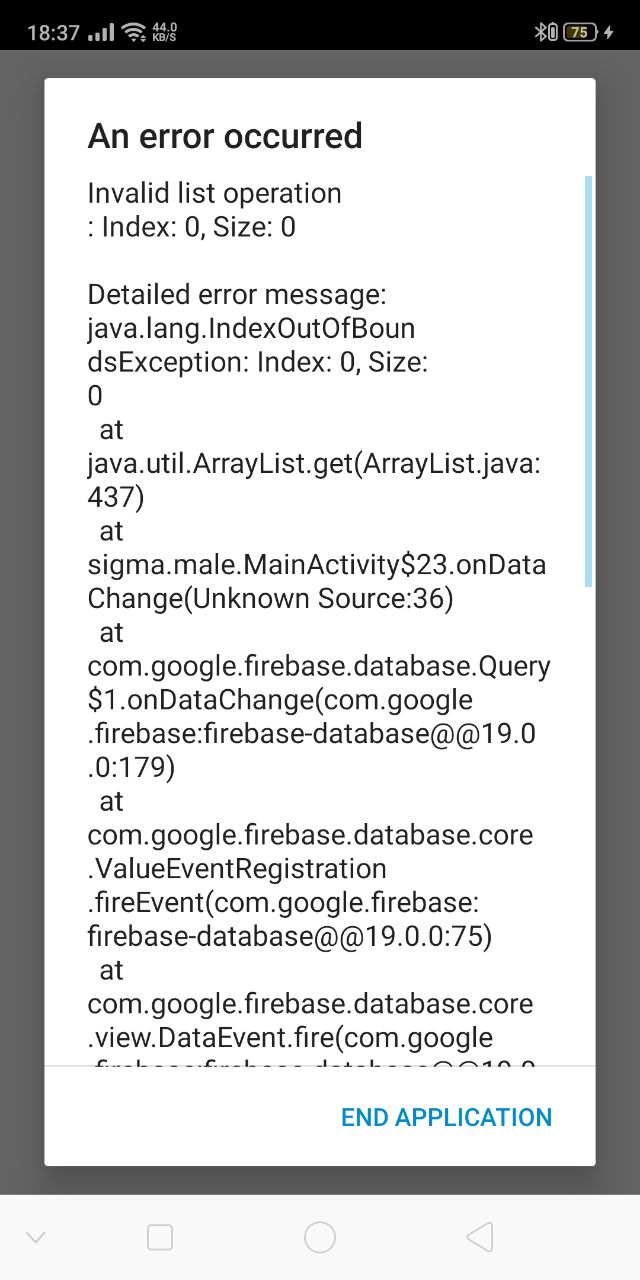 18:37
44.0
KB/S
75
An error occurred
Invalid list operation
: Index: 0, Size: 0
Detailed error message:
java.lang.IndexOutOfBoun
dsException: Index: 0, Size:
0
at
java.util.ArrayList.get(ArrayList.java:
437)
at
sigma.male.MainActivity$23.onData
Change(Unknown Source:36)
at
com.google.firebase.database.Query
$1.onDataChange(com.google
.firebase:firebase-database@@19.0
.0:179)
at
com.google.firebase.database.core
.ValueEventRegistration
.fireEvent(com.google.firebase:
firebase-database@@19.0.0:75)
at
com.google.firebase.database.core
.view.DataEvent.fire(com.google
END APPLICATION